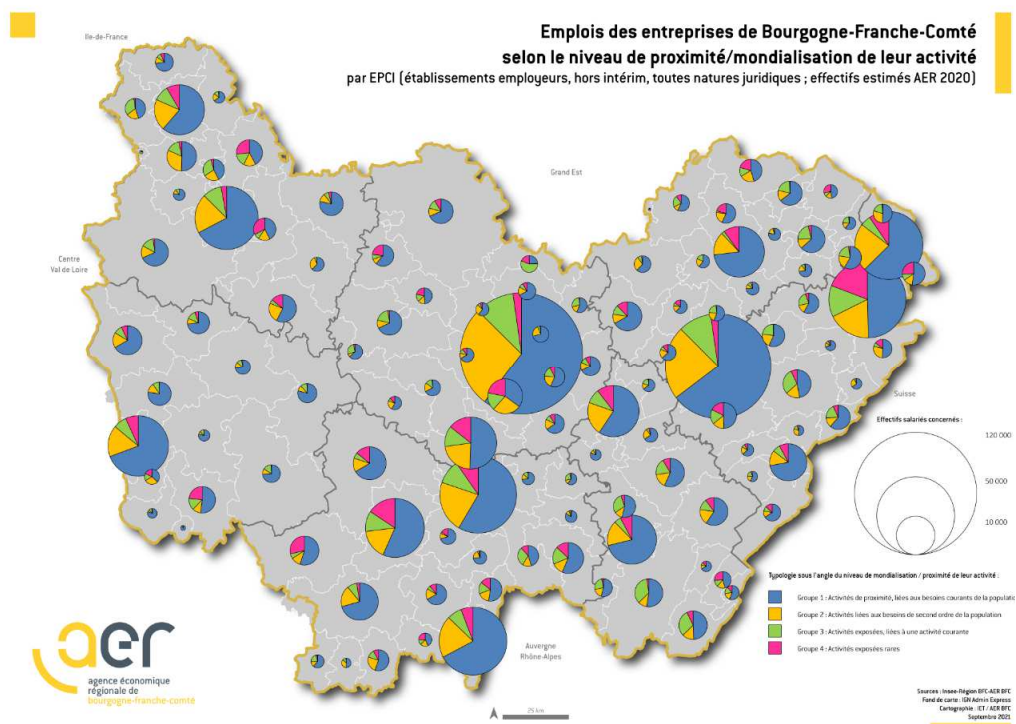 Emplois des entreprises de Bourgogne-Franche-Comté
selon le niveau de proximité/mondialisation de leur activité
par EPCI (établissements employeurs, hors intérim, toutes natures juridiques ; effectifs estimés AER 2020)
Ile-de-France
Grand Est
Centre
Val de Loire
Suisse
Effectifs salariés concernés :
120 000
50 000
10 000
Typologie sous l'angle du niveau de mondialisation / proximité de leur activité :
Groupe 1 : Activités de proximité, liées aux besoins courants de la populatio
Groupe 2 : Activités liées aux besoins de second ordre de la population
Groupe 3 : Activités exposées, liées à une activité courante
Groupe 4 : Activités exposées rares
Auvergne
Rhône-Alpes
aer
agence économique
régionale de
bourgogne-franche-comté
25 km
Sources : Insee-Région BFC-AER BFC
Fond de carte : IGN Admin Express
Cartographie : IET / AER BFC
Septembre 2021